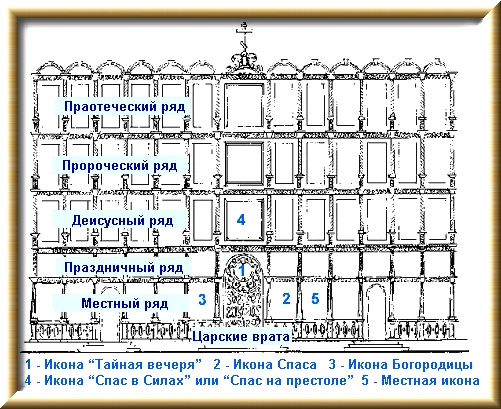 Праотеческий ряд
Пророческий ряд
Деисусный ряд
4
Праздничный ряд
1
Местный ряд
3
2
5
Царские врата
1 - Икона “Тайная вечеря”  2 - Икона Спаса  3 - Икона Богородицы
4 - Икона “Спас в Силах” или “Спас на престоле”  5 - Местная икона